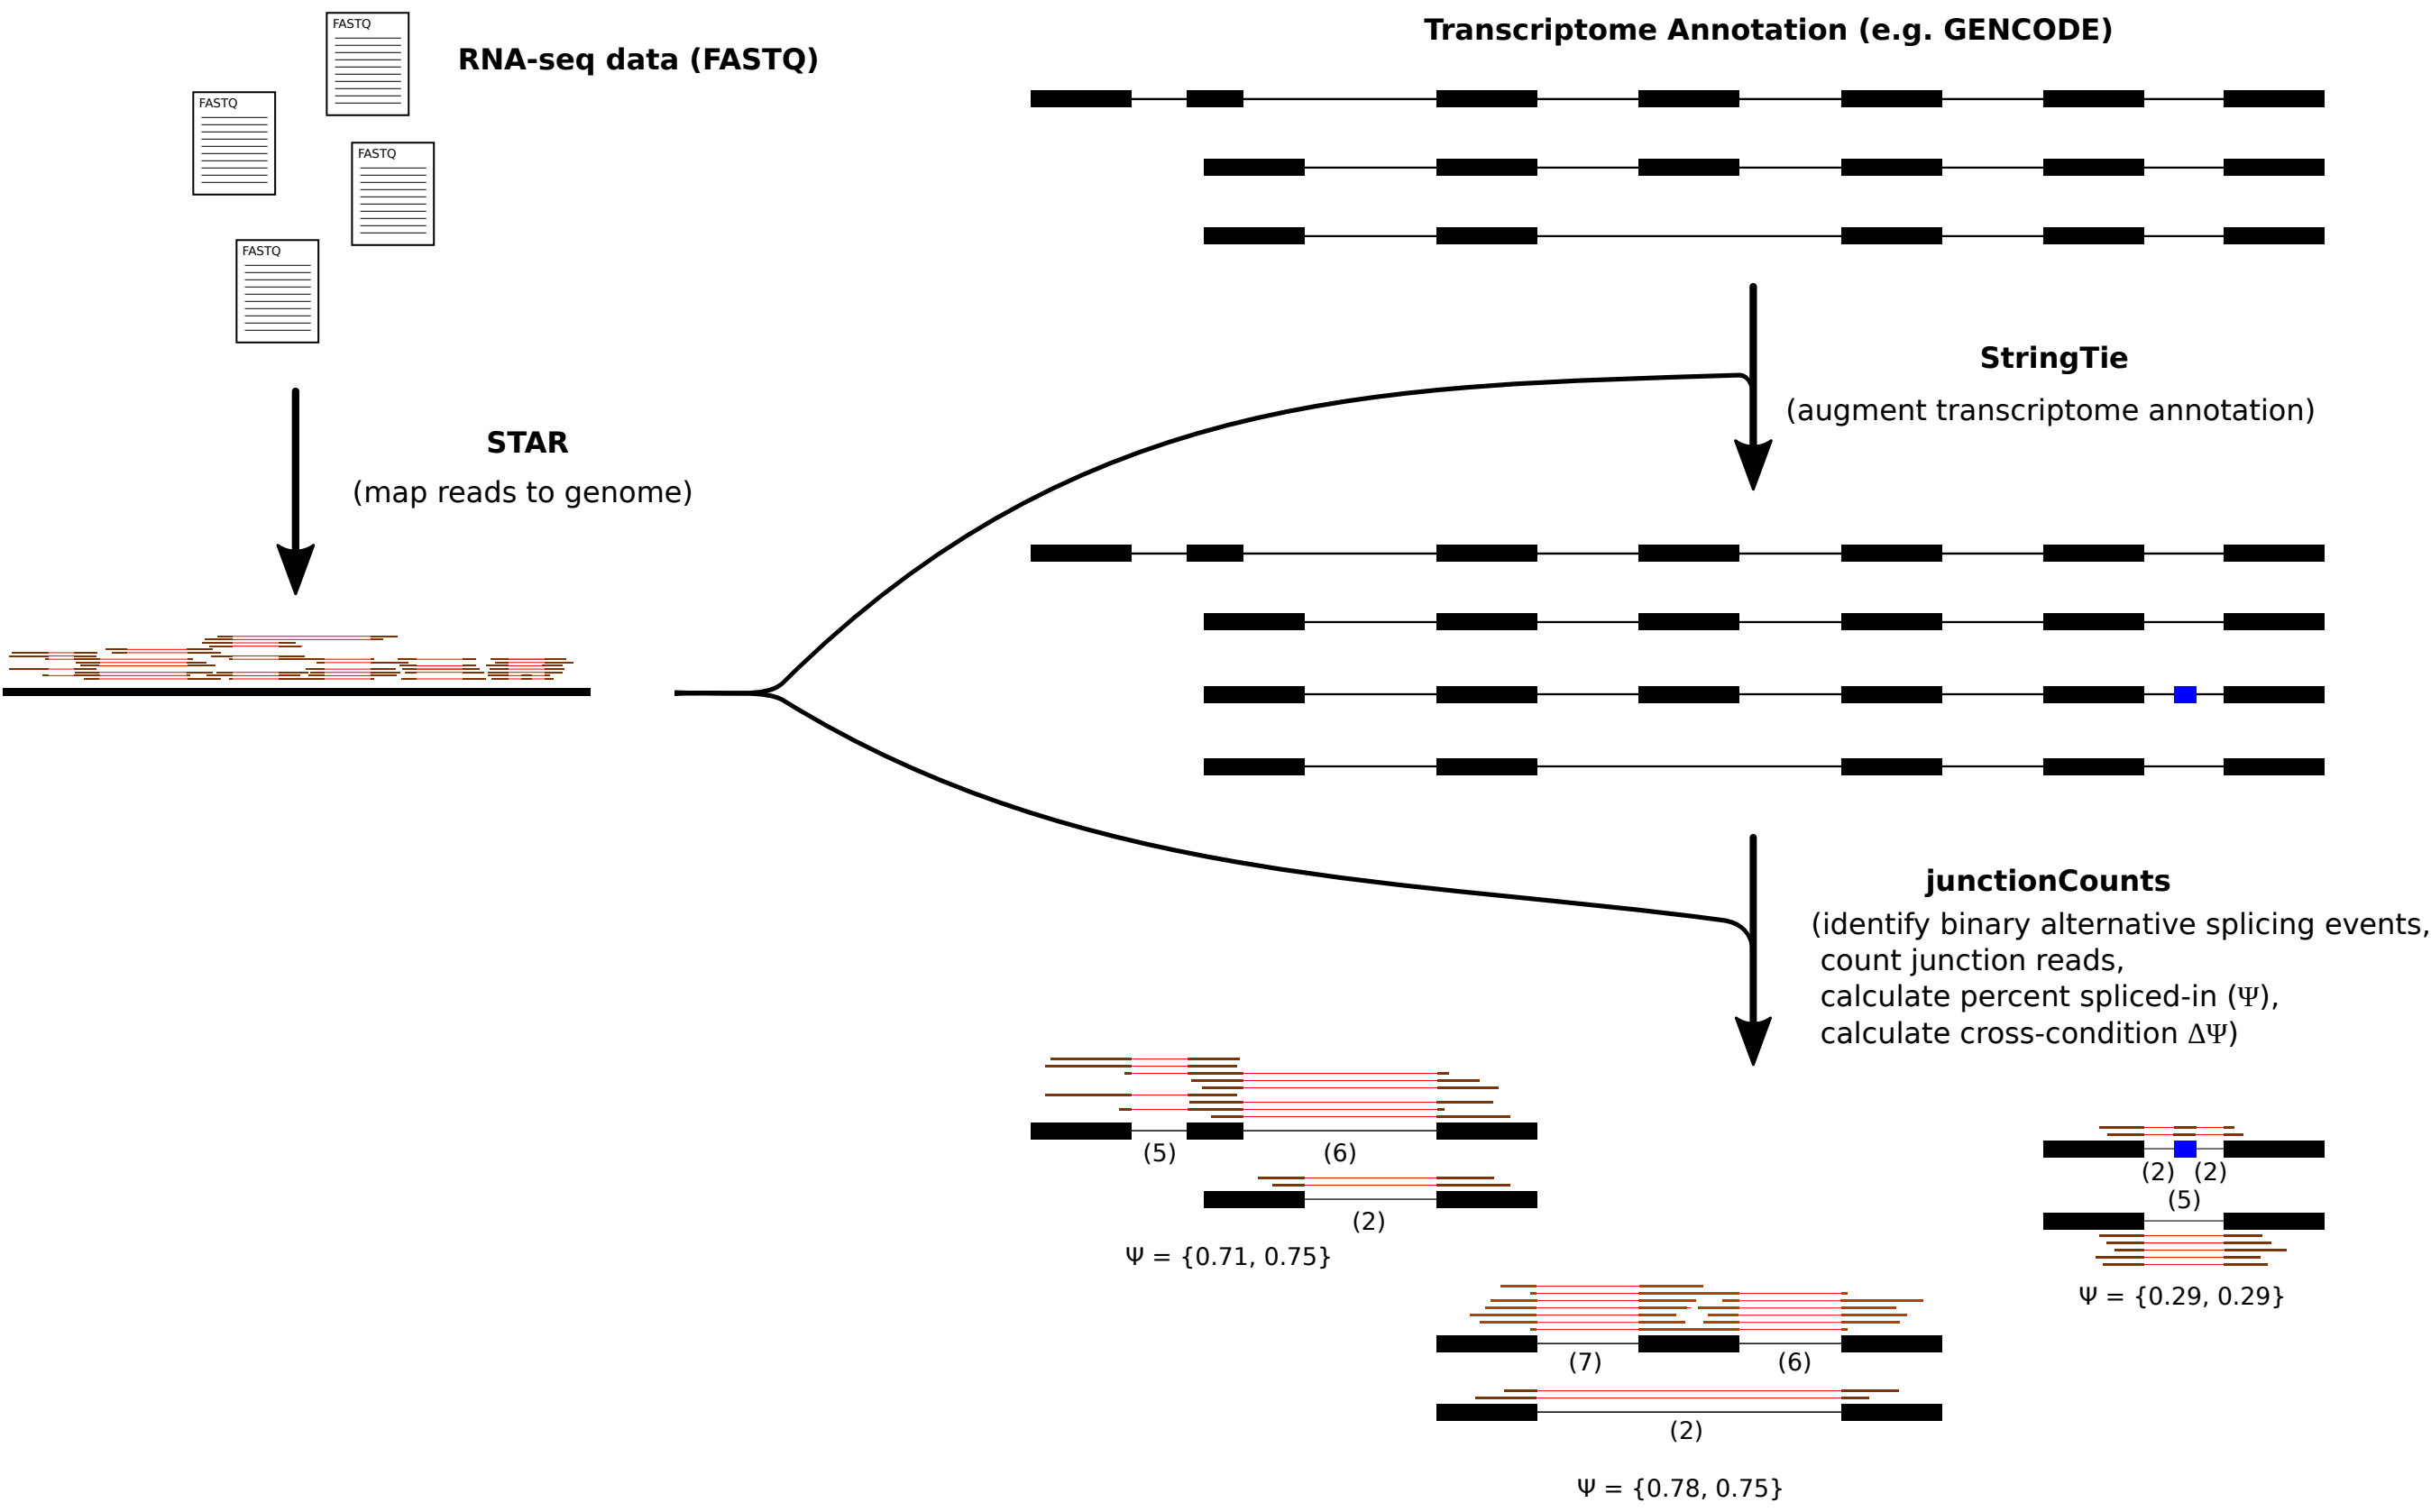 FASTQ
RNA-seq data (FASTQ)
FASTQ
FASTQ
FASTQ
STAR
(map reads to genome)
Transcriptome Annotation (e.g. GENCODE)
StringTie
(augment transcriptome annotation)
junctionCounts
(identify binary alternative splicing events,
count junction reads,
calculate percent spliced-in (Ψ),
calculate cross-condition ΔΨ)
(5) (6)
(2)
Ψ = {0.71, 0.75}
(2) (2)
(5)
Ψ = {0.29, 0.29}
(7) (6)
(2)
Ψ = {0.78, 0.75}